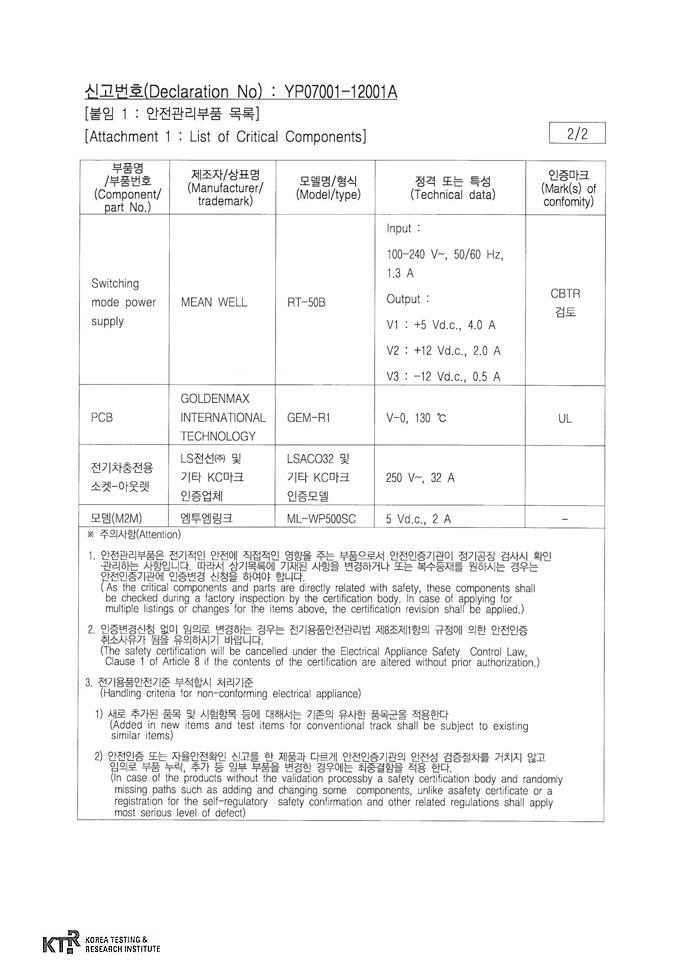 신고번호(Declaration No) : YP07001-12001A
[붙임 1 : 안전관리부품 목록]
[Attachment 1 : List of Critical Components]
2/2
부품명
/부품번호
(Component/
part No.)
제조자/상표명
(Manufacturer/
trademark)
모델명/형식
(Model/type)
정격 또는 특성
(Technical data)
인증마크
(Mark(s) of
confomity)
Switching
mode power
supply
MEAN WELL
RT-50B
Input :
100-240 V~, 50/60 Hz,
1.3 A
Output :
V1 : +5 Vd.c., 4.0 A
V2 : +12 Vd.c., 2.0 A
V3 : -12 Vd.c., 0.5 A
CBTR
검토
PCB
GOLDENMAX
INTERNATIONAL
TECHNOLOGY
GEM-R1
V-0, 130 ℃
UL
전기차충전용
소켓-아웃렛
LS전선㈜ 및
기타 KC마크
인증업체
LSACO32 및
기타 KC마크
인증모델
250 V~, 32 A
모뎀(M2M)
엠투엠링크
ML-WP500SC
5 Vd.c., 2 A
-
※ 주의사항(Attention)
1. 안전관리부품은 전기적인 안전에 직접적인 영향을 주는 부품으로서 안전인증기관이 정기공장 검사시 확인
·관리하는 사항입니다. 따라서 상기목록에 기재된 사항을 변경하거나 또는 복수등재를 원하시는 경우는
안전인증기관에 인증변경 신청을 하여야 합니다.
( As the critical components and parts are directly related with safety, these components shall
be checked during a factory inspection by the certification body. In case of applying for
multiple listings or changes for the items above, the certification revision shall be applied.)
2. 인증변경신청 없이 임의로 변경하는 경우는 전기용품안전관리법 제8조제1항의 규정에 의한 안전인증
취소사유가 됨을 유의하시기 바랍니다.
(The safety certification will be cancelled under the Electrical Appliance Safety Control Law,
Clause 1 of Article 8 if the contents of the certification are altered without prior authorization.)
3. 전기용품안전기준 부적합시 처리기준
(Handling criteria for non-conforming electrical appliance)
1) 새로 추가된 품목 및 시험항목 등에 대해서는 기존의 유사한 품목군을 적용한다
(Added in new items and test items for conventional track shall be subject to existing
similar items)
2) 안전인증 또는 자율안전확인 신고를 한 제품과 다르게 안전인증기관의 안전성 검증절차를 거치지 않고
임의로 부품 누락, 추가 등 일부 부품을 변경한 경우에는 최중결함을 적용 한다.
(In case of the products without the validation processby a safety certification body and randomly
missing paths such as adding and changing some components, unlike asafety certificate or a
registration for the self-regulatory safety confirmation and other related regulations shall apply
most serious level of defect)
KTR KOREA TESTING &
RESEARCH INSTITUTE